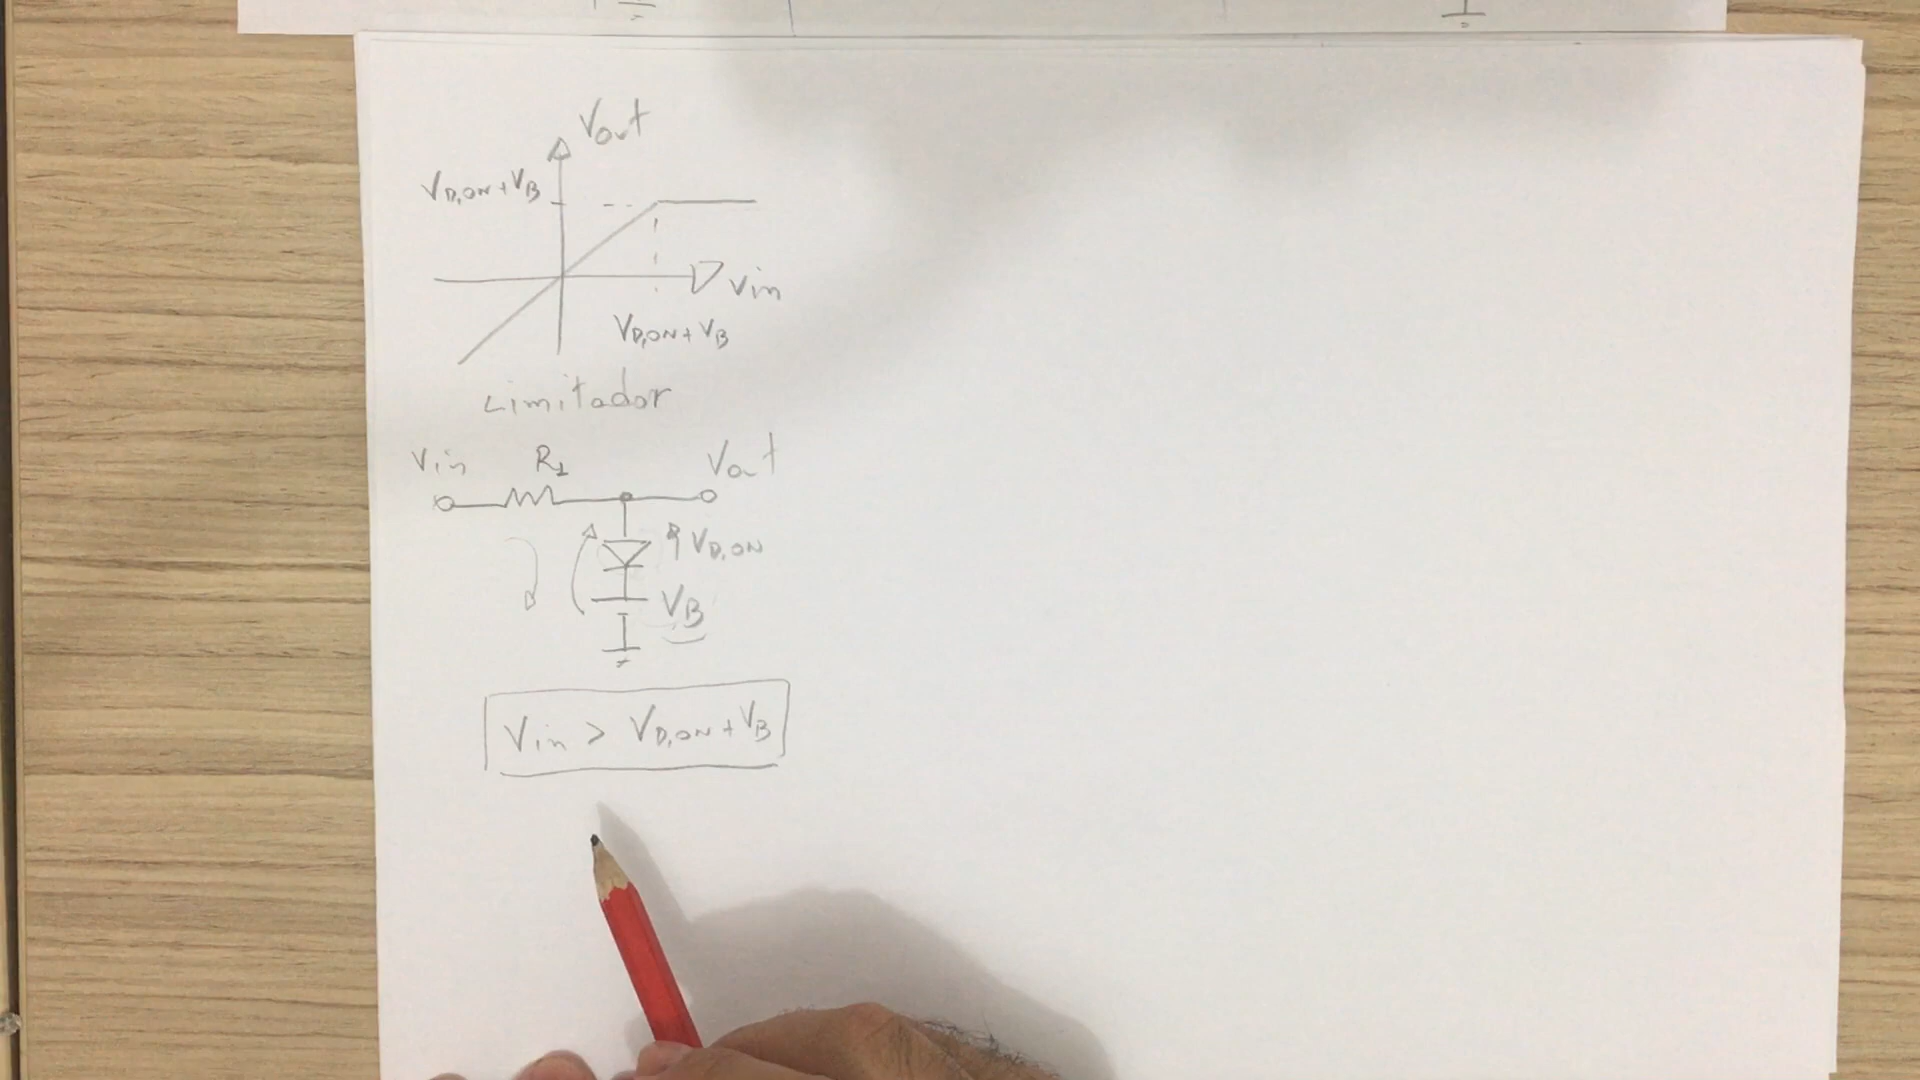 Vout
VD,ON+VB
Vin
VD,ON+VB
Limitador
Vin R1 Vout
VD,ON
VB
Vin > VD,ON+VB